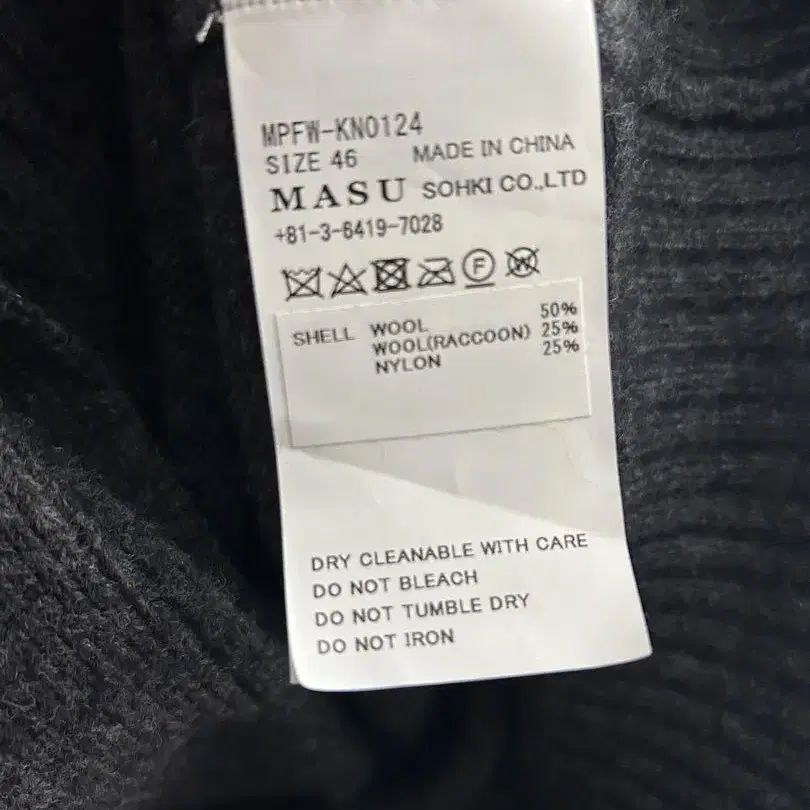 MPFW-KN0124
SIZE 46 MADE IN CHINA
MASU SOHKI CO.,LTD
+81-3-6419-7028
F W
SHELL WOOL 50%
WOOL(RACCOON) 25%
NYLON 25%
DRY CLEANABLE WITH CARE
DO NOT BLEACH
DO NOT TUMBLE DRY
DO NOT IRON